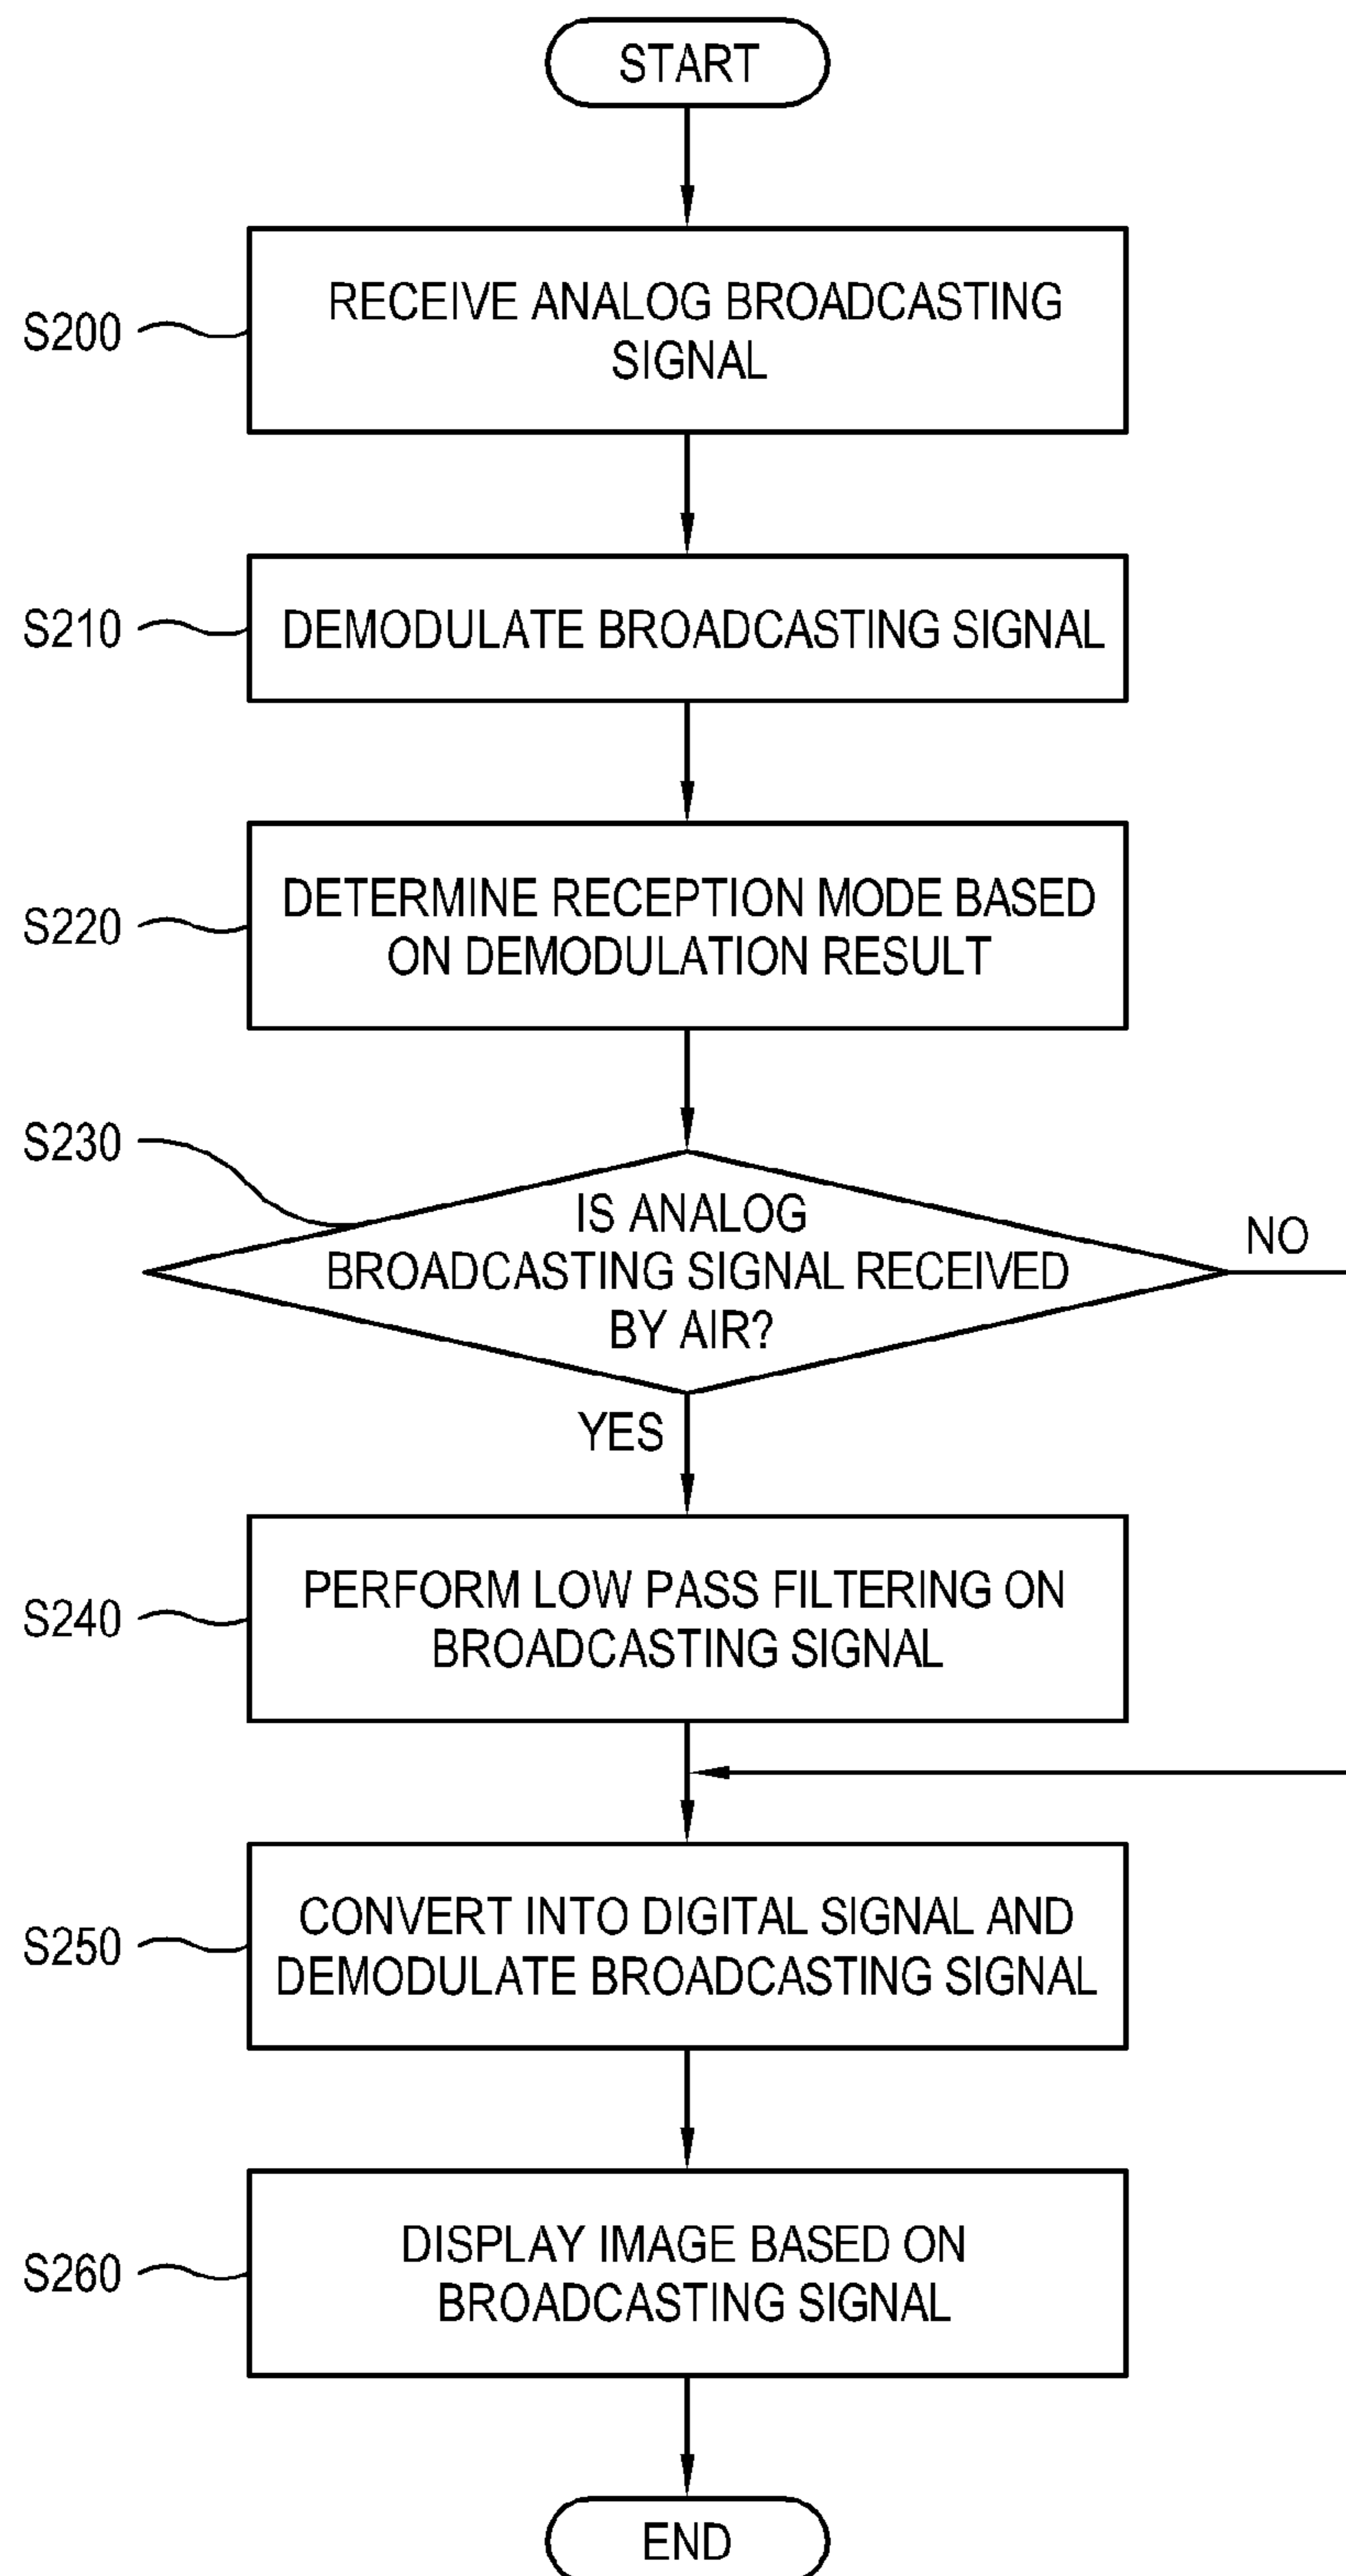 START
S200
RECEIVE ANALOG BROADCASTING
SIGNAL
S210
DEMODULATE BROADCASTING SIGNAL
S220
DETERMINE RECEPTION MODE BASED
ON DEMODULATION RESULT
S230
IS ANALOG
BROADCASTING SIGNAL RECEIVED
BY AIR?
NO
YES
S240
PERFORM LOW PASS FILTERING ON
BROADCASTING SIGNAL
S250
CONVERT INTO DIGITAL SIGNAL AND
DEMODULATE BROADCASTING SIGNAL
S260
DISPLAY IMAGE BASED ON
BROADCASTING SIGNAL
END